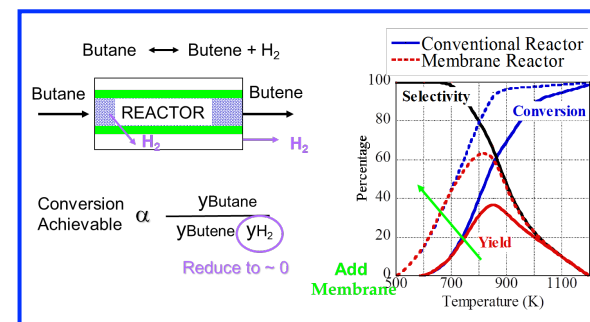 Butane ↔ Butene + H2
Butane
Butene
REACTOR
H2
H2
Conversion
Achievable
α
yButane
yButene yH2
Reduce to ~ 0
Conventional Reactor
Membrane Reactor
100
80
60
40
20
0
Percentage
Selectivity
Conversion
Yield
Add
Membrane
500
700
900
1100
Temperature (K)